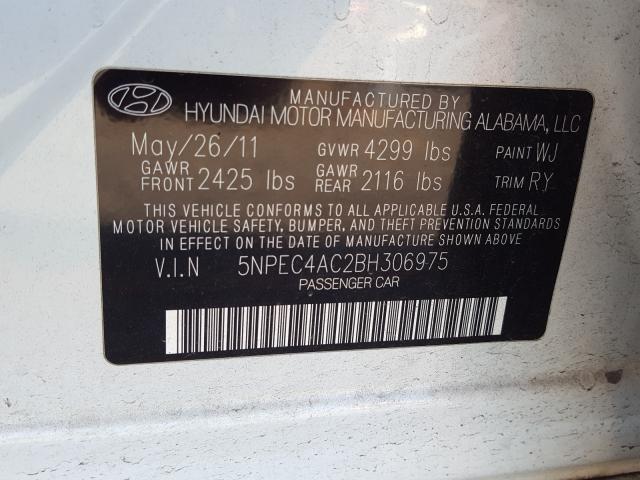 MANUFACTURED BY
HYUNDAI MOTOR MANUFACTURING ALABAMA, LLC
May/26/11 GVWR 4299 lbs PAINT WJ
GAWR FRONT 2425 lbs GAWR REAR 2116 lbs TRIM RY
THIS VEHICLE CONFORMS TO ALL APPLICABLE U.S.A. FEDERAL
MOTOR VEHICLE SAFETY, BUMPER, AND THEFT PREVENTION STANDARDS
IN EFFECT ON THE DATE OF MANUFACTURE SHOWN ABOVE.
V.I.N 5NPEC4AC2BH306975
PASSENGER CAR